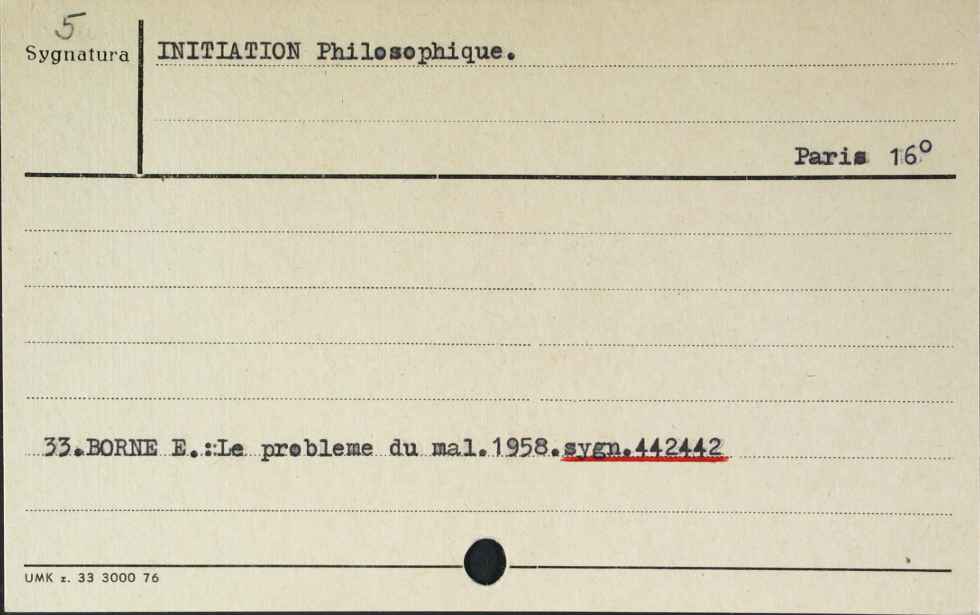 5
Sygnatura
INITIATION Philosophique.
Paris 16°
33.BORNE E.:Le probleme du mal.1958.sygn.442442
UMK z. 33 3000 76